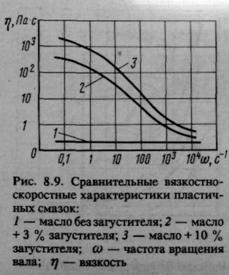 η, Па·с
10³
10²
10
1
0
3
2
1
0,1 1 10 100 10³ 10⁴ ω, с⁻¹
Рис. 8.9. Сравнительные вязкостно-
скоростные характеристики пластич-
ных смазок:
1 — масло без загустителя; 2 — масло
+ 3 % загустителя; 3 — масло + 10 %
загустителя; ω — частота вращения
вала; η — вязкость